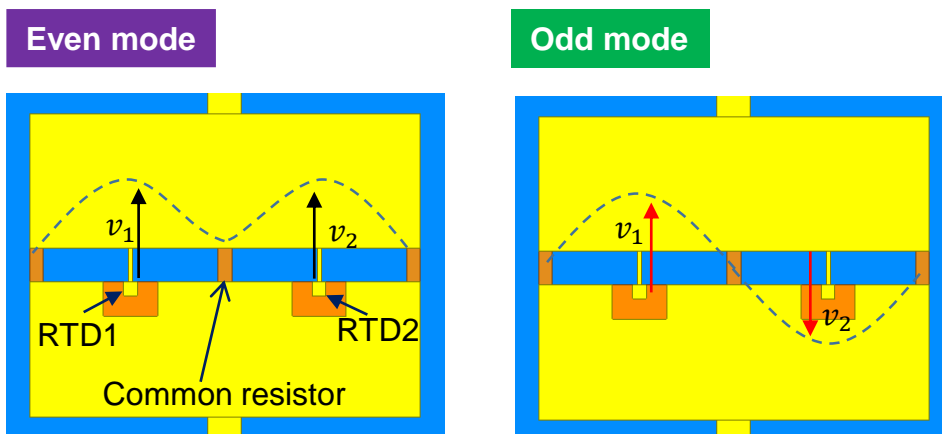 Even mode
Odd mode
v₁
v₂
RTD1
RTD2
Common resistor
v₁
v₂